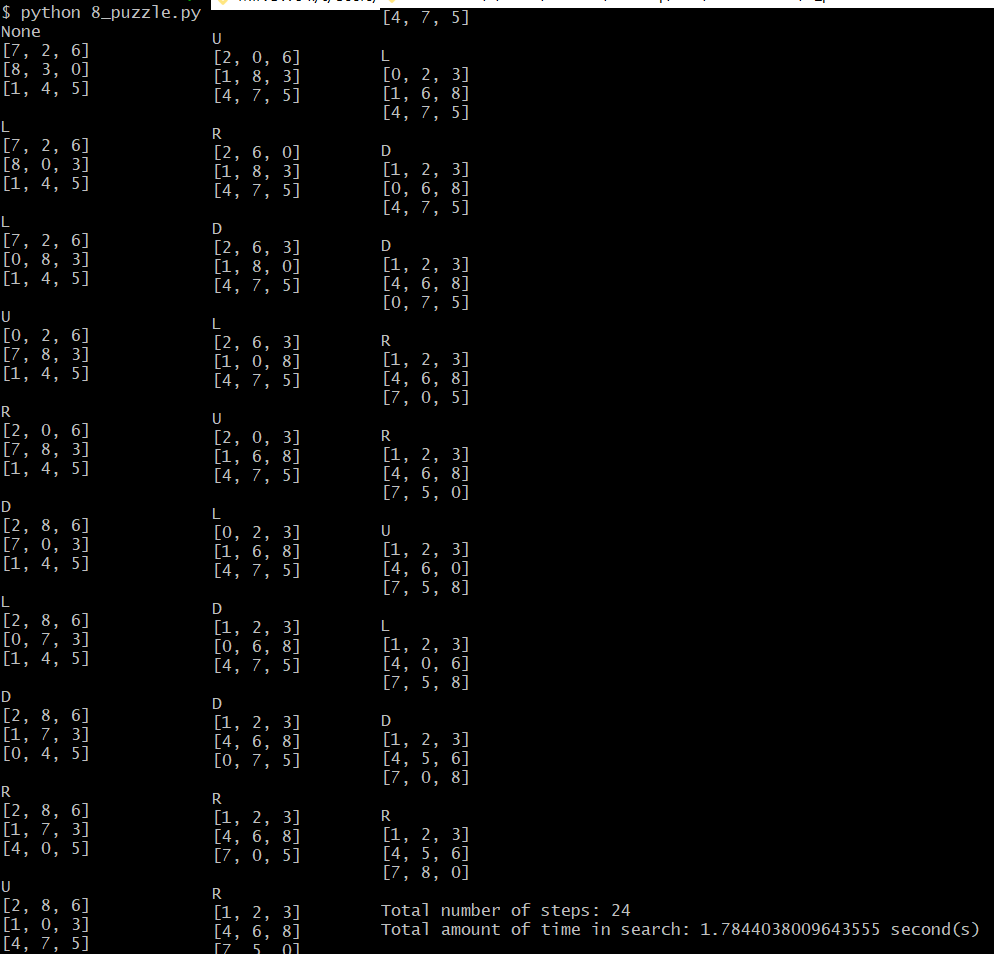 $ python 8_puzzle.py
None
[7, 2, 6]
[8, 3, 0]
[1, 4, 5]
L
[7, 2, 6]
[8, 0, 3]
[1, 4, 5]
L
[7, 2, 6]
[0, 8, 3]
[1, 4, 5]
U
[0, 2, 6]
[7, 8, 3]
[1, 4, 5]
R
[2, 0, 6]
[7, 8, 3]
[1, 4, 5]
D
[2, 8, 6]
[7, 0, 3]
[1, 4, 5]
L
[2, 8, 6]
[0, 7, 3]
[1, 4, 5]
D
[2, 8, 6]
[1, 7, 3]
[0, 4, 5]
R
[2, 8, 6]
[1, 7, 3]
[4, 0, 5]
U
[2, 8, 6]
[1, 0, 3]
[4, 7, 5]
U
[2, 0, 6]
[1, 8, 3]
[4, 7, 5]
R
[2, 6, 0]
[1, 8, 3]
[4, 7, 5]
D
[2, 6, 3]
[1, 8, 0]
[4, 7, 5]
L
[2, 6, 3]
[1, 0, 8]
[4, 7, 5]
U
[2, 0, 3]
[1, 6, 8]
[4, 7, 5]
L
[0, 2, 3]
[1, 6, 8]
[4, 7, 5]
D
[1, 2, 3]
[0, 6, 8]
[4, 7, 5]
D
[1, 2, 3]
[4, 6, 8]
[0, 7, 5]
R
[1, 2, 3]
[4, 6, 8]
[7, 0, 5]
R
[1, 2, 3]
[4, 6, 8]
[7, 5, 0]
[4, 7, 5]
L
[0, 2, 3]
[1, 6, 8]
[4, 7, 5]
D
[1, 2, 3]
[0, 6, 8]
[4, 7, 5]
D
[1, 2, 3]
[4, 6, 8]
[0, 7, 5]
R
[1, 2, 3]
[4, 6, 8]
[7, 0, 5]
R
[1, 2, 3]
[4, 6, 8]
[7, 5, 0]
U
[1, 2, 3]
[4, 6, 0]
[7, 5, 8]
L
[1, 2, 3]
[4, 0, 6]
[7, 5, 8]
D
[1, 2, 3]
[4, 5, 6]
[7, 0, 8]
R
[1, 2, 3]
[4, 5, 6]
[7, 8, 0]
Total number of steps: 24
Total amount of time in search: 1.7844038009643555 second(s)